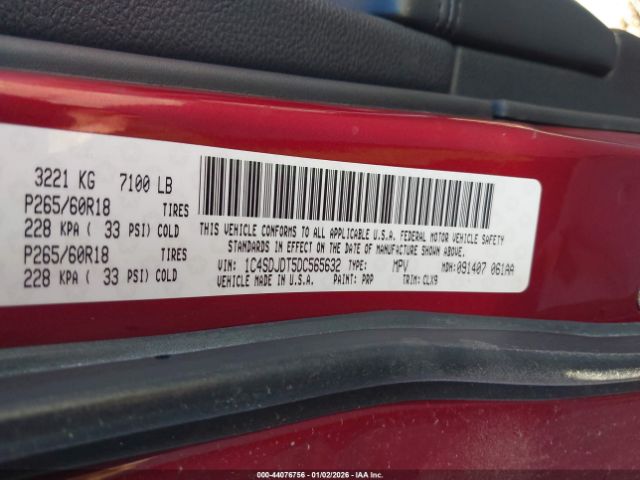 3221 KG 7100 LB
P265/60R18 TIRES
228 KPA ( 33 PSI) COLD
P265/60R18 TIRES
228 KPA ( 33 PSI) COLD
THIS VEHICLE CONFORMS TO ALL APPLICABLE U.S.A. FEDERAL MOTOR VEHICLE SAFETY
STANDARDS IN EFFECT ON THE DATE OF MANUFACTURE SHOWN ABOVE.
VIN: 1C4SDJDT5DC565632 TYPE: MPV MDH: 091407 061AA
VEHICLE MADE IN U.S.A. PAINT: PRP TRIM: CLX9
000-44076756 - 01/02/2026 - IAA Inc.